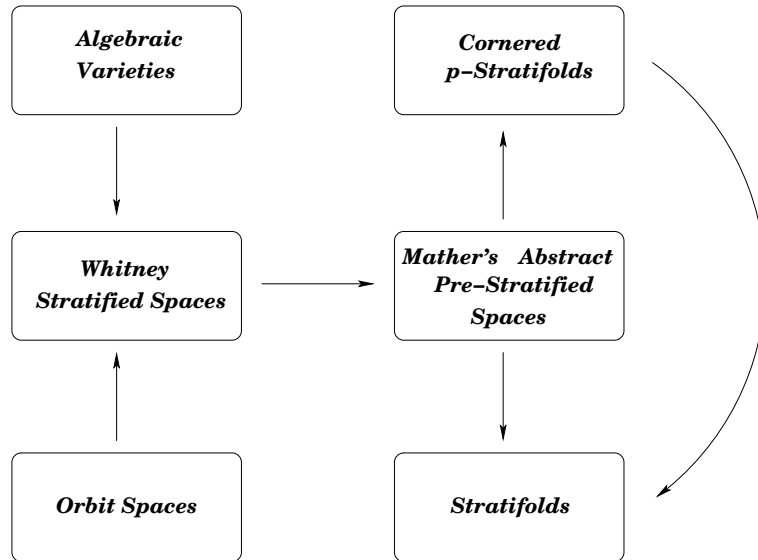 Algebraic
Varieties
Cornered
p−Stratifolds
Whitney
Stratified Spaces
Mather's Abstract
Pre−Stratified
Spaces
Orbit Spaces
Stratifolds